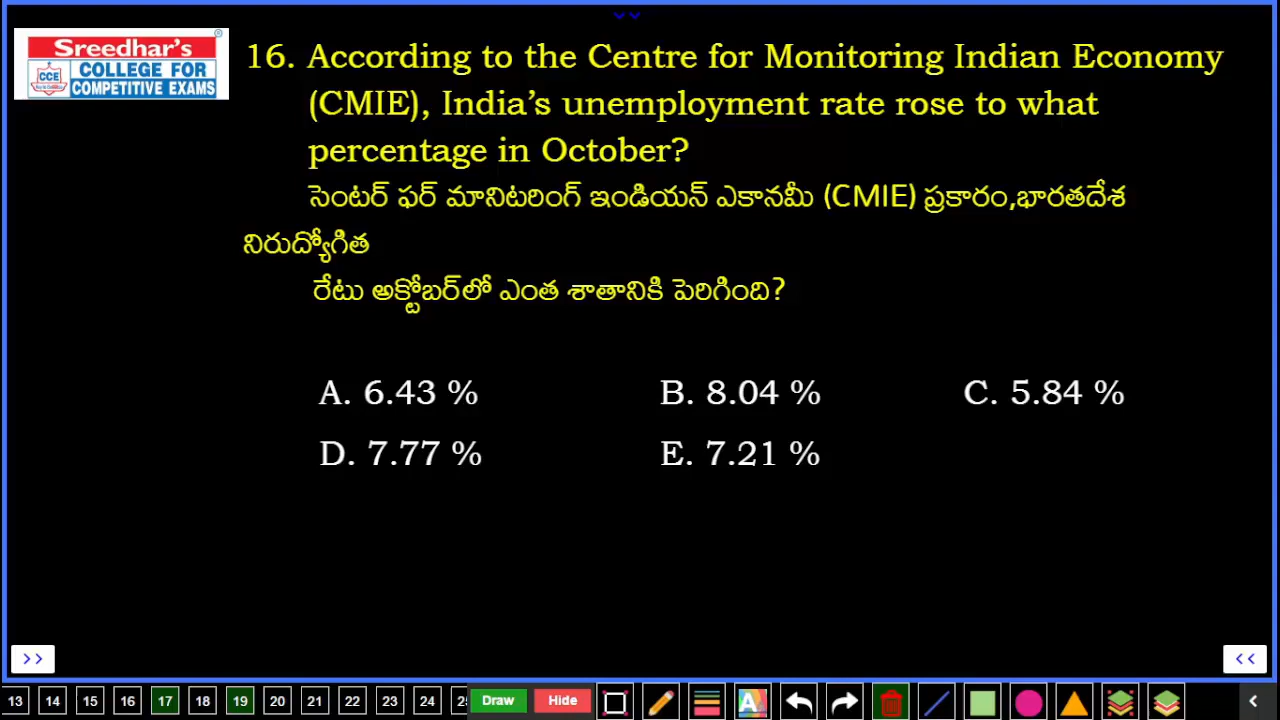 Sreedhar's
®
COLLEGE FOR
CCE
COMPETITIVE EXAMS
16. According to the Centre for Monitoring Indian Economy
(CMIE), India's unemployment rate rose to what
percentage in October?
సెంటర్ ఫర్ మానిటరింగ్ ఇండియన్ ఎకానమీ (CMIE) ప్రకారం,భారతదేశ
నిరుద్యోగిత
రేటు అక్టోబర్‌లో ఎంత శాతానికి పెరిగింది?
A. 6.43 % B. 8.04 % C. 5.84 %
D. 7.77 % E. 7.21 %
>> <<
13 14 15 16 17 18 19 20 21 22 23 24 Draw Hide A <